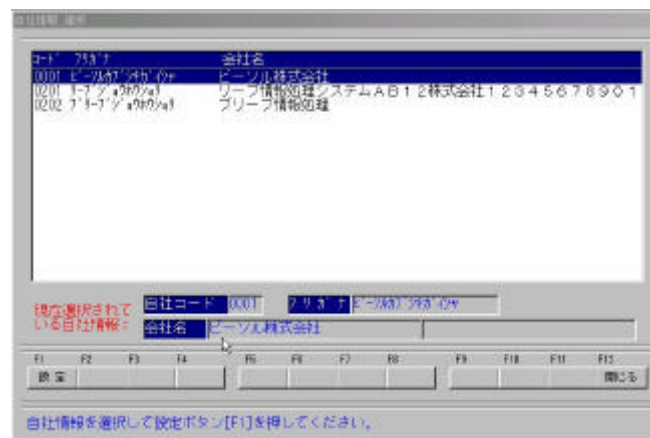 自社情報 選択
コード フリガナ 会社名
0001 ビーソルカブシキガイシャ ビーソル株式会社
0201 リーブジョウホウショリ リーブ情報処理システムAB12株式会社12345678901
0202 ブリーブジョウホウショリ ブリーブ情報処理
現在選択されて
いる自社情報:
自社コード 0001 フリガナ ビーソルカブシキガイシャ
会社名 ビーソル株式会社
F1 F2 F3 F4 F5 F6 F7 F8 F9 F10 F11 F12
設定 閉じる
自社情報を選択して設定ボタン[F1]を押してください。